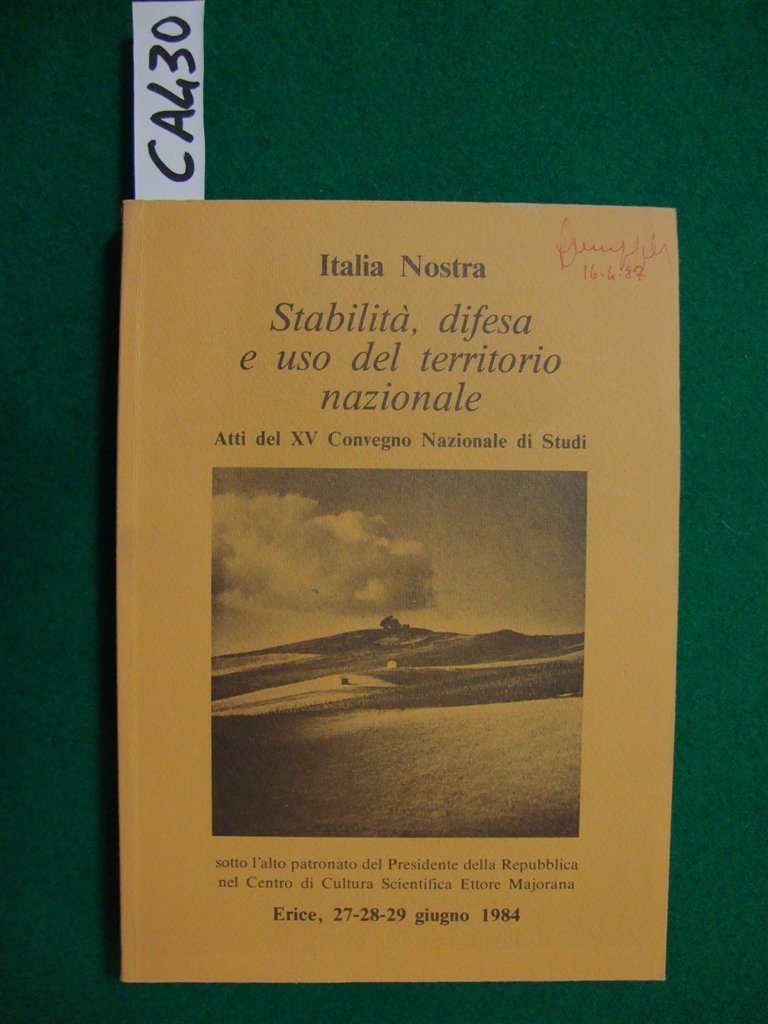 CA430
Italia Nostra
16·4·87
Stabilità, difesa
e uso del territorio
nazionale
Atti del XV Convegno Nazionale di Studi
sotto l'alto patronato del Presidente della Repubblica
nel Centro di Cultura Scientifica Ettore Majorana
Erice, 27-28-29 giugno 1984